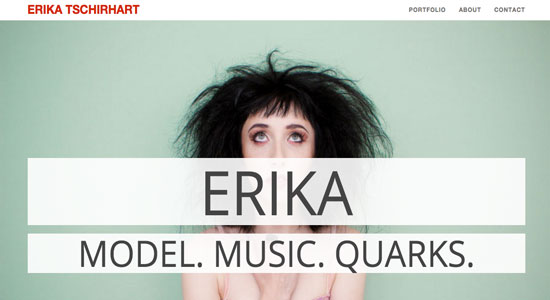 ERIKA TSCHIRHART
PORTFOLIO ABOUT CONTACT
ERIKA
MODEL. MUSIC. QUARKS.